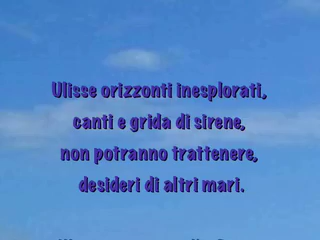 Ulisse orizzonti inesplorati,
canti e grida di sirene,
non potranno trattenere,
desideri di altri mari.